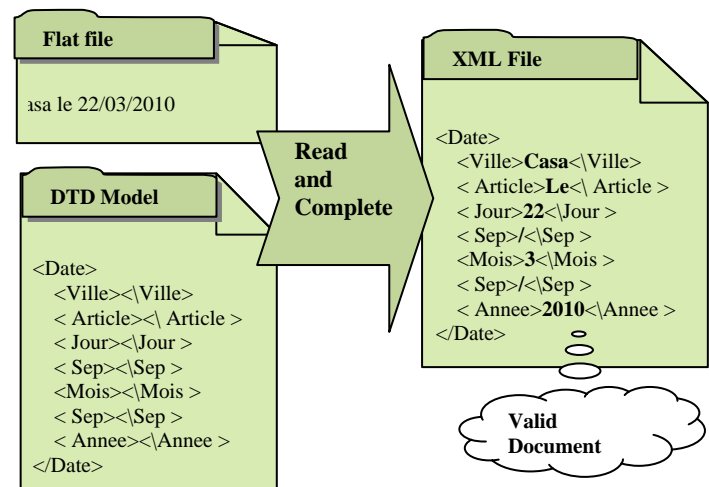 Flat file
asa le 22/03/2010
DTD Model
<Date>
<Ville><\Ville>
< Article><\ Article >
< Jour><\Jour >
< Sep><\Sep >
<Mois><\Mois >
< Sep><\Sep >
< Annee><\Annee >
</Date>
Read
and
Complete
XML File
<Date>
<Ville>Casa<\Ville>
< Article>Le<\ Article >
< Jour>22<\Jour >
< Sep>/<\Sep >
<Mois>3<\Mois >
< Sep>/<\Sep >
< Annee>2010<\Annee >
</Date>
Valid
Document